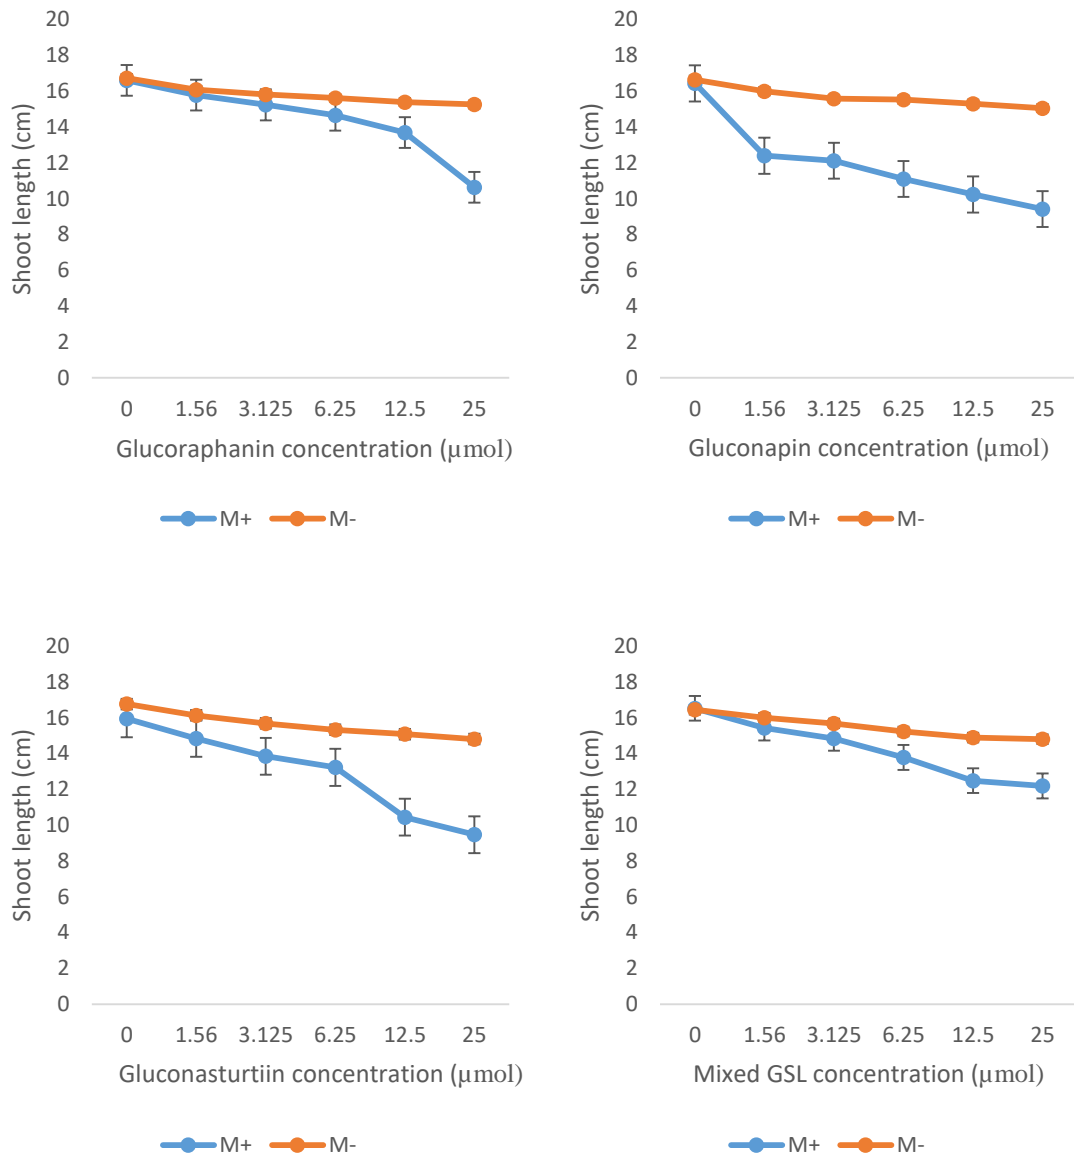 20
18
16
14
12
10
8
6
4
2
0
Shoot length (cm)
0 1.56 3.125 6.25 12.5 25
Glucoraphanin concentration (µmol)
M+ M-
20
18
16
14
12
10
8
6
4
2
0
Shoot length (cm)
0 1.56 3.125 6.25 12.5 25
Gluconapin concentration (µmol)
M+ M-
20
18
16
14
12
10
8
6
4
2
0
Shoot length (cm)
0 1.56 3.125 6.25 12.5 25
Gluconasturtiin concentration (µmol)
M+ M-
20
18
16
14
12
10
8
6
4
2
0
Shoot length (cm)
0 1.56 3.125 6.25 12.5 25
Mixed GSL concentration (µmol)
M+ M-